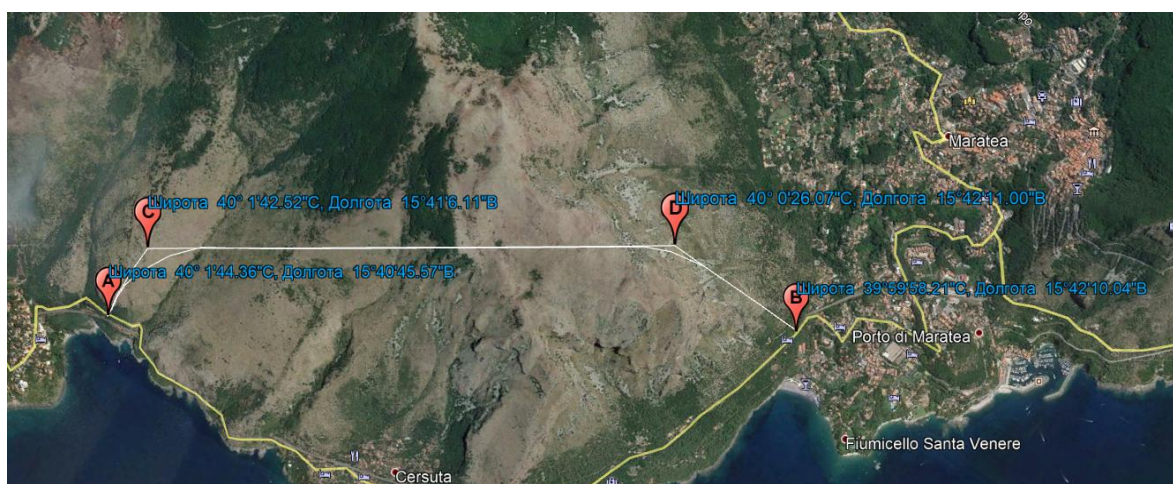 Maratea
Широта 40° 1'42.52"С, Долгота 15°41'6.11"В
C
Широта 40° 0'26.07"С, Долгота 15°42'11.00"В
D
Широта 40° 1'44.36"С, Долгота 15°40'45.57"В
A
Широта 39°59'58.21"С, Долгота 15°42'10.04"В
B
Porto di Maratea
Fiumicello Santa Venere
Cersuta